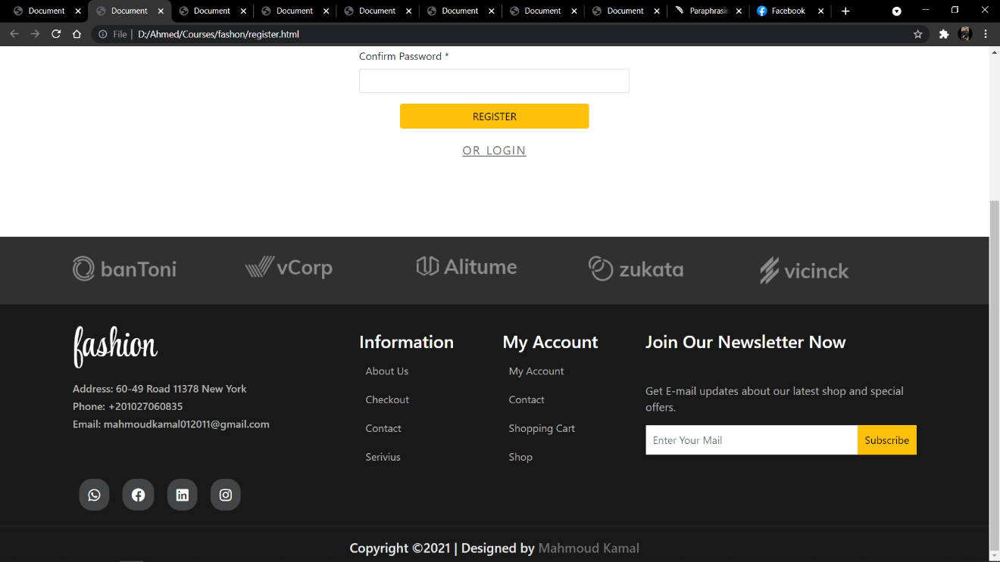 Document
Document
Document
Document
Document
Document
Document
Document
Paraphrasin
Facebook
File | D:/Ahmed/Courses/fashon/register.html
Confirm Password *
REGISTER
OR LOGIN
banToni
vCorp
Alitume
zukata
vicinck
fashion
Address: 60-49 Road 11378 New York
Phone: +201027060835
Email: mahmoudkamal012011@gmail.com
Information
About Us
Checkout
Contact
Serivius
My Account
My Account
Contact
Shopping Cart
Shop
Join Our Newsletter Now
Get E-mail updates about our latest shop and special
offers.
Enter Your Mail
Subscribe
Copyright ©2021 | Designed by Mahmoud Kamal